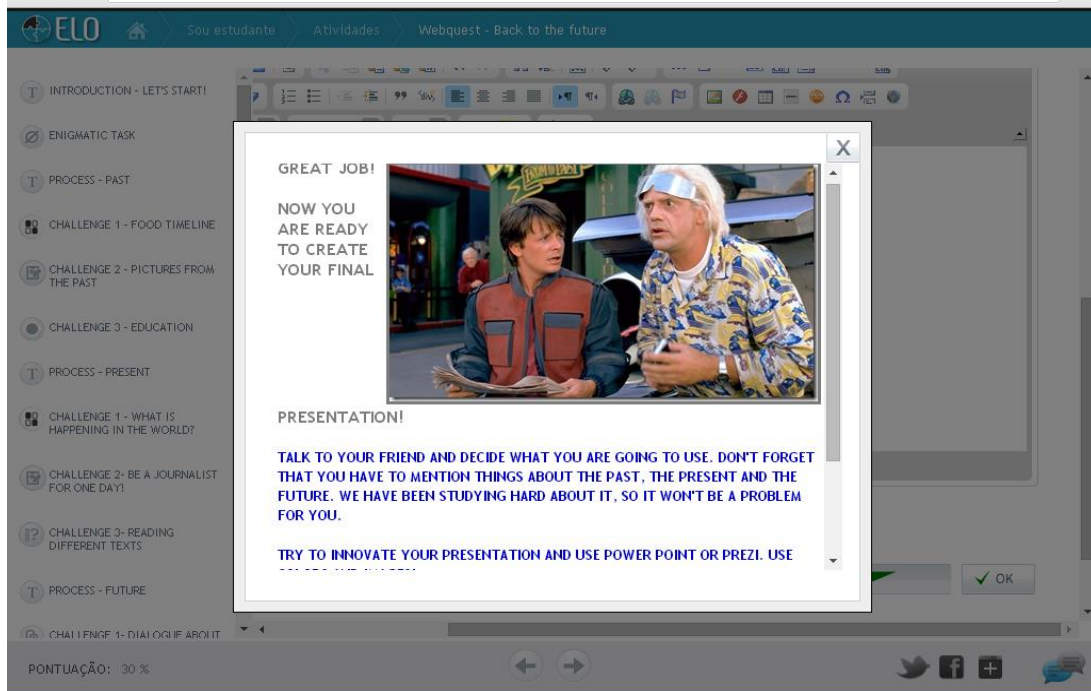 ELO
Sou estudante
Atividades
Webquest - Back to the future
INTRODUCTION - LET'S START!
ENIGMATIC TASK
PROCESS - PAST
CHALLENGE 1 - FOOD TIMELINE
CHALLENGE 2 - PICTURES FROM
THE PAST
CHALLENGE 3 - EDUCATION
PROCESS - PRESENT
CHALLENGE 1 - WHAT IS
HAPPENING IN THE WORLD?
CHALLENGE 2- BE A JOURNALIST
FOR ONE DAY!
CHALLENGE 3- READING
DIFFERENT TEXTS
PROCESS - FUTURE
CHALLENGE 1- DIALOGUE ABOUT
X
GREAT JOB!
NOW YOU
ARE READY
TO CREATE
YOUR FINAL
PRESENTATION!
TALK TO YOUR FRIEND AND DECIDE WHAT YOU ARE GOING TO USE. DON'T FORGET
THAT YOU HAVE TO MENTION THINGS ABOUT THE PAST, THE PRESENT AND THE
FUTURE. WE HAVE BEEN STUDYING HARD ABOUT IT, SO IT WON'T BE A PROBLEM
FOR YOU.
TRY TO INNOVATE YOUR PRESENTATION AND USE POWER POINT OR PREZI. USE
OK
PONTUAÇÃO: 30 %